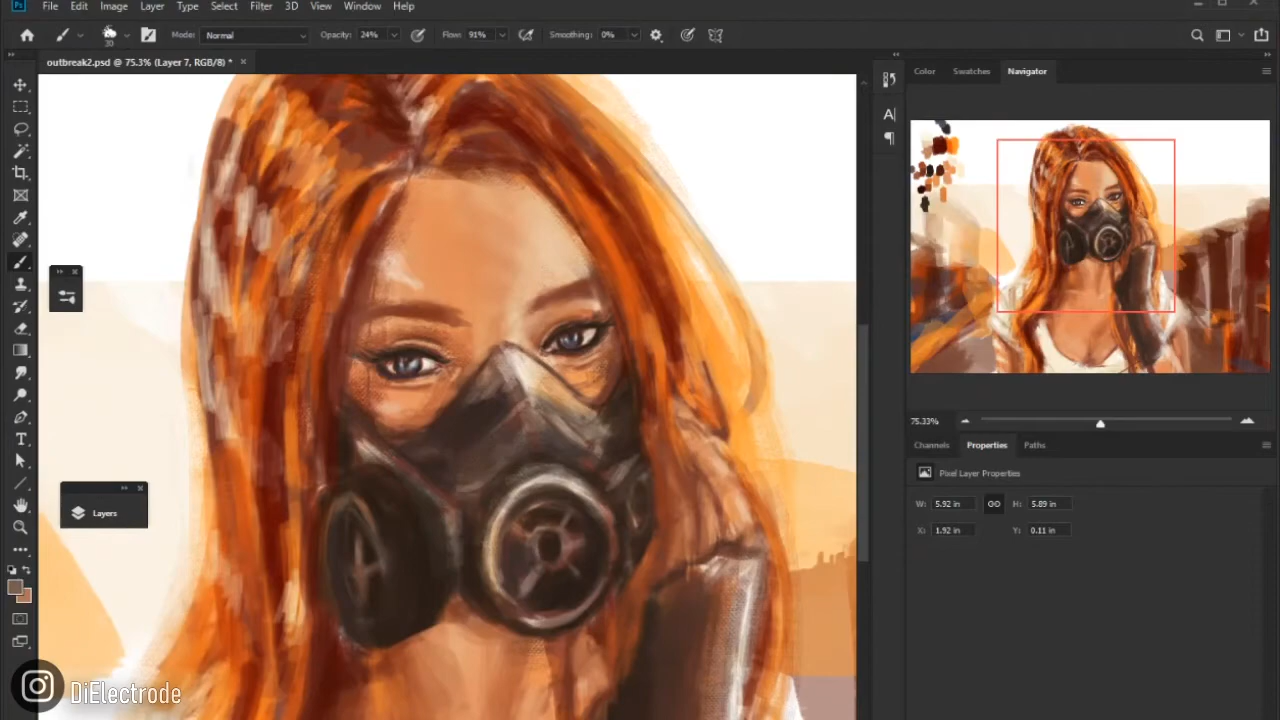 Ps File Edit Image Layer Type Select Filter 3D View Window Help
30 Mode: Normal Opacity: 24% Flow: 91% Smoothing: 0%
outbreak2.psd @ 75.3% (Layer 7, RGB/8) *
Color Swatches Navigator
75.33%
Channels Properties Paths
Pixel Layer Properties
W: 5.92 in H: 5.89 in
X: 1.92 in Y: 0.11 in
Layers
DiElectrode